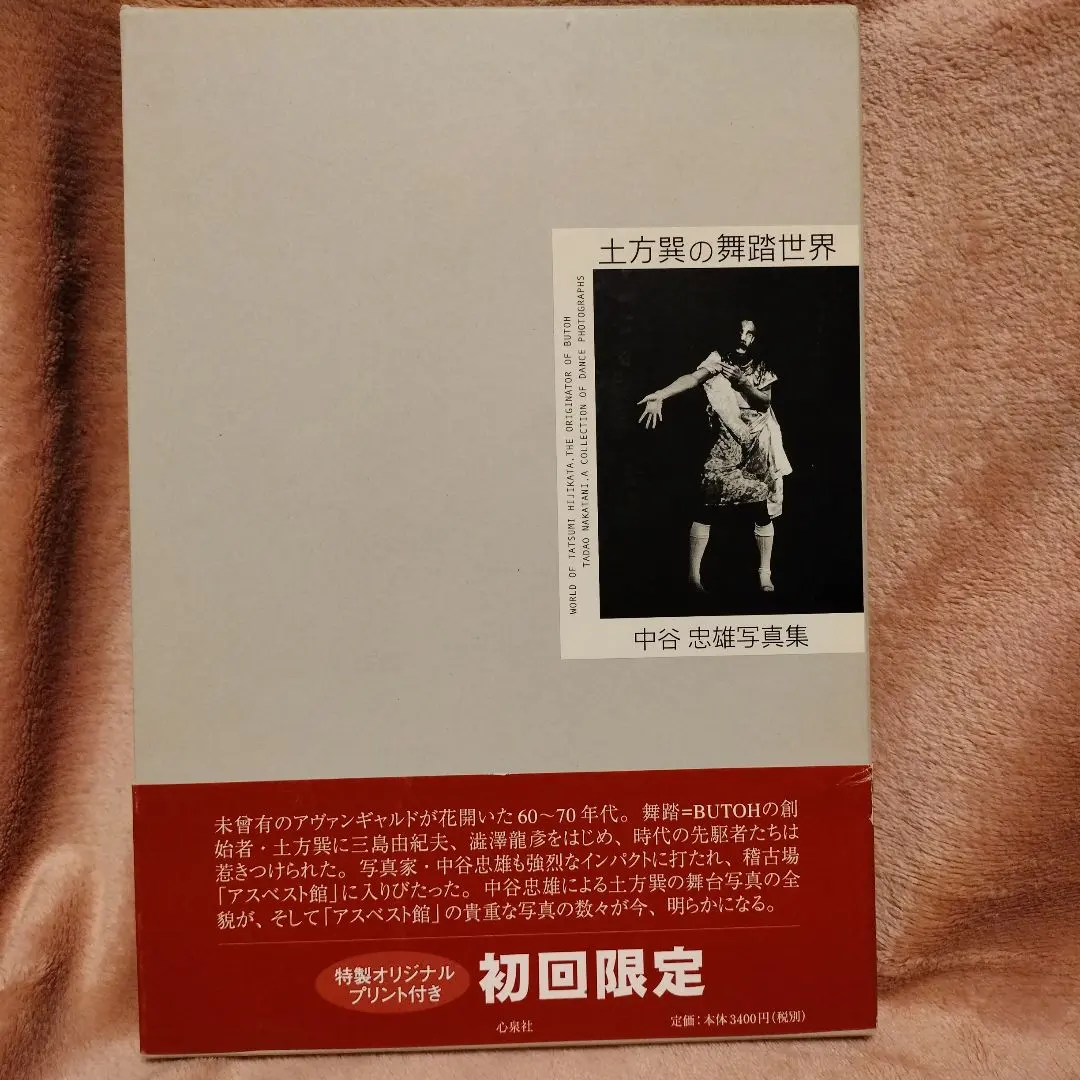 土方巽の舞踏世界
WORLD OF TATSUMI HIJIKATA.THE ORIGINATOR OF BUTOH
TADAO NAKATANI.A COLLECTION OF DANCE PHOTOGRAPHS
中谷 忠雄写真集
未曾有のアヴァンギャルドが花開いた60〜70年代。舞踏=BUTOHの創
始者・土方巽に三島由紀夫、澁澤龍彦をはじめ、時代の先駆者たちは
惹きつけられた。写真家・中谷忠雄も強烈なインパクトに打たれ、稽古場
「アスベスト館」に入りびたった。中谷忠雄による土方巽の舞台写真の全
貌が、そして「アスベスト館」の貴重な写真の数々が今、明らかになる。
特製オリジナル
プリント付き
初回限定
心泉社
定価:本体3400円(税別)